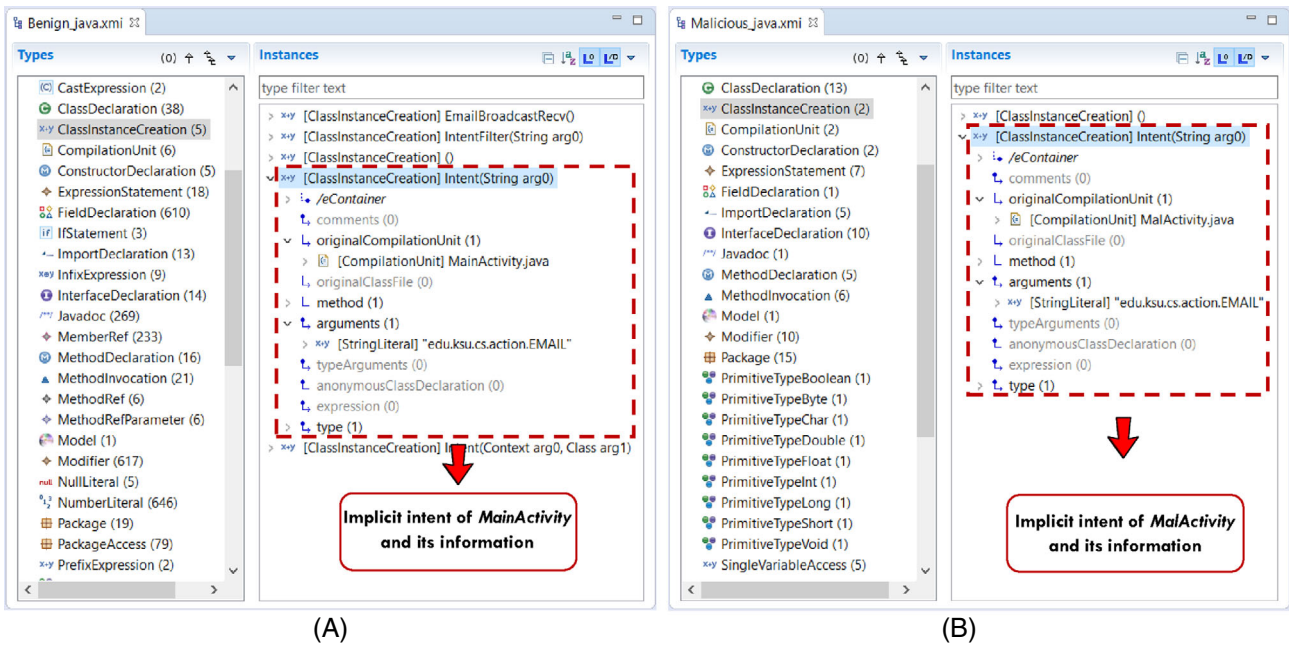 Benign_java.xmi
Types (0)
CastExpression (2)
ClassDeclaration (38)
ClassInstanceCreation (5)
CompilationUnit (6)
ConstructorDeclaration (5)
ExpressionStatement (18)
FieldDeclaration (610)
IfStatement (3)
ImportDeclaration (13)
InfixExpression (9)
InterfaceDeclaration (14)
Javadoc (269)
MemberRef (233)
MethodDeclaration (16)
MethodInvocation (21)
MethodRef (6)
MethodRefParameter (6)
Model (1)
Modifier (617)
NullLiteral (5)
NumberLiteral (646)
Package (19)
PackageAccess (79)
PrefixExpression (2)
Instances
type filter text
[ClassInstanceCreation] EmailBroadcastRecv()
[ClassInstanceCreation] IntentFilter(String arg0)
[ClassInstanceCreation] ()
[ClassInstanceCreation] Intent(String arg0)
/eContainer
comments (0)
originalCompilationUnit (1)
[CompilationUnit] MainActivity.java
originalClassFile (0)
method (1)
arguments (1)
[StringLiteral] "edu.ksu.cs.action.EMAIL"
typeArguments (0)
anonymousClassDeclaration (0)
expression (0)
type (1)
[ClassInstanceCreation] Intent(Context arg0, Class arg1)
Implicit intent of MainActivity
and its information
(A)
Malicious_java.xmi
Types (0)
ClassDeclaration (13)
ClassInstanceCreation (2)
CompilationUnit (2)
ConstructorDeclaration (2)
ExpressionStatement (7)
FieldDeclaration (1)
ImportDeclaration (5)
InterfaceDeclaration (10)
Javadoc (1)
MethodDeclaration (5)
MethodInvocation (6)
Model (1)
Modifier (10)
Package (15)
PrimitiveTypeBoolean (1)
PrimitiveTypeByte (1)
PrimitiveTypeChar (1)
PrimitiveTypeDouble (1)
PrimitiveTypeFloat (1)
PrimitiveTypeInt (1)
PrimitiveTypeLong (1)
PrimitiveTypeShort (1)
PrimitiveTypeVoid (1)
SingleVariableAccess (5)
Instances
type filter text
[ClassInstanceCreation] ()
[ClassInstanceCreation] Intent(String arg0)
/eContainer
comments (0)
originalCompilationUnit (1)
[CompilationUnit] MalActivity.java
originalClassFile (0)
method (1)
arguments (1)
[StringLiteral] "edu.ksu.cs.action.EMAIL"
typeArguments (0)
anonymousClassDeclaration (0)
expression (0)
type (1)
Implicit intent of MalActivity
and its information
(B)